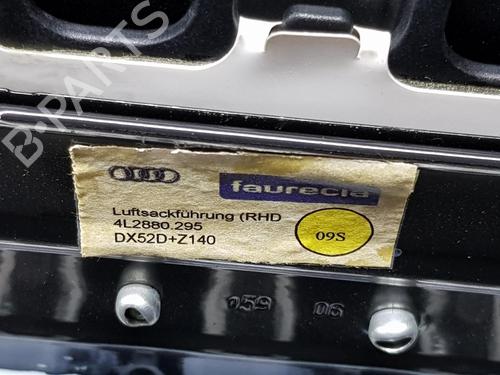 B-PARTS
faurecia
Luftsackführung (RHD
4L2880.295
DX52D+Z140
09S
059
06